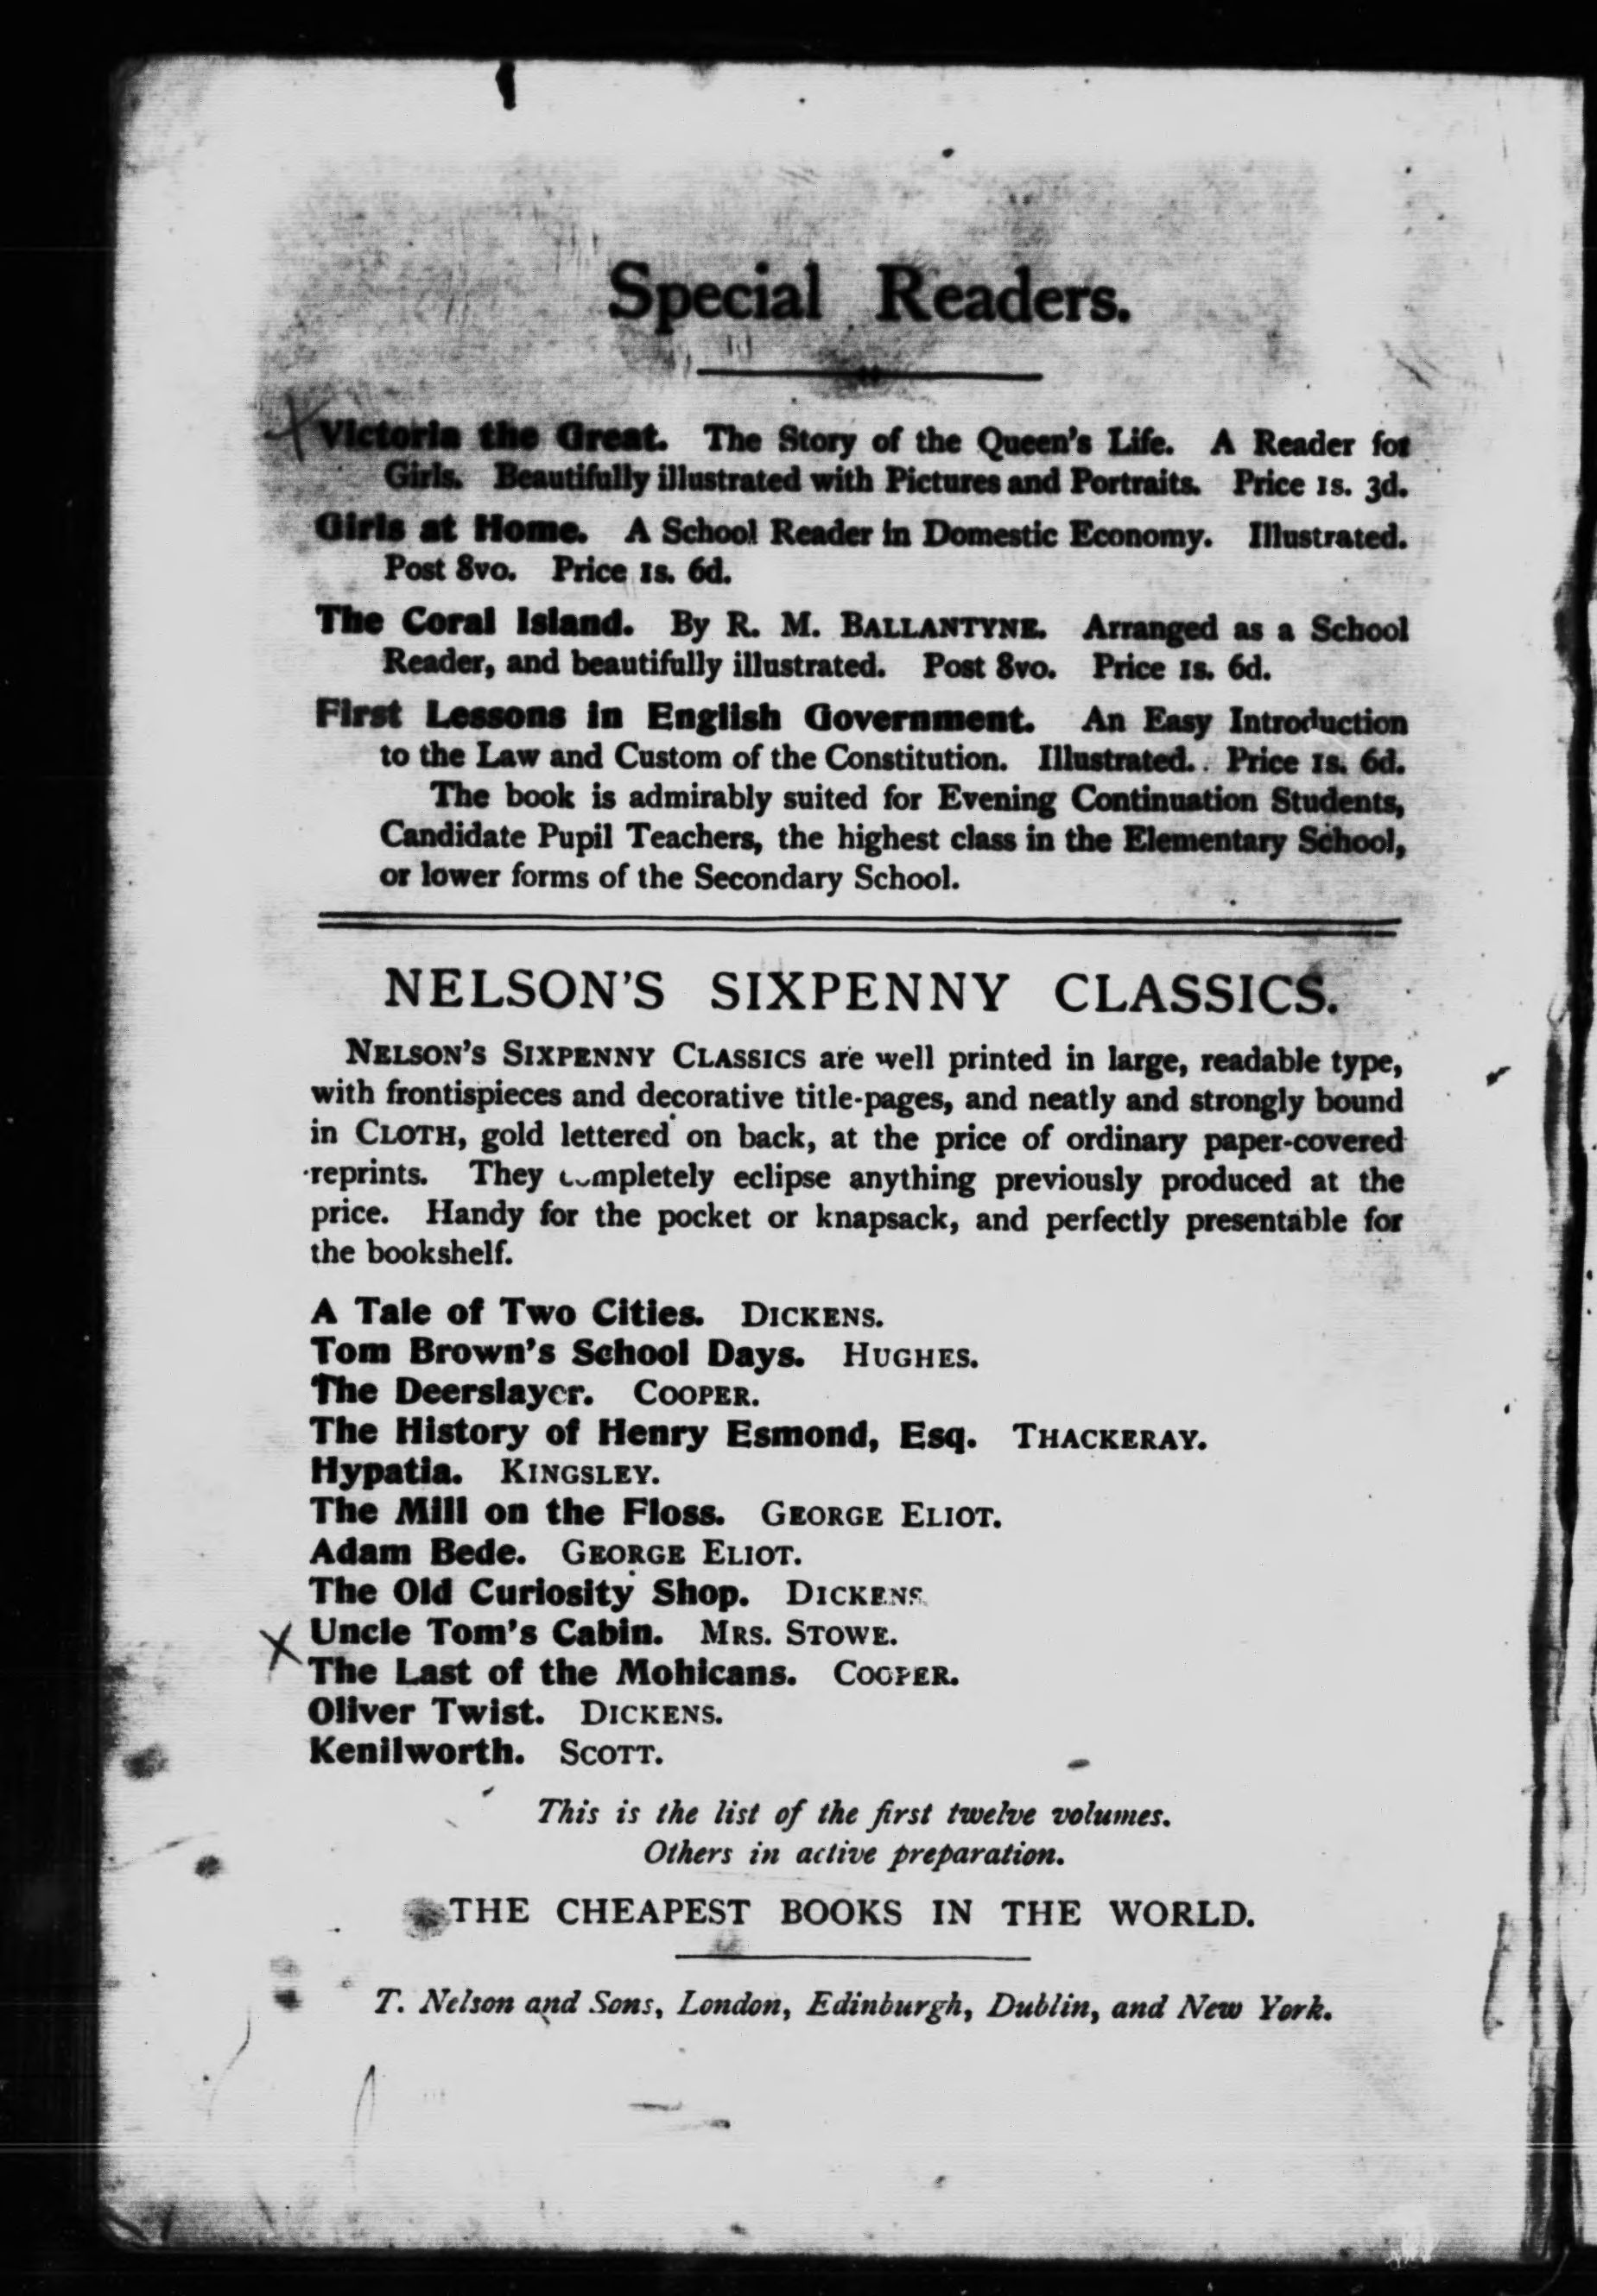 Special Readers.
Victoria the Great. The Story of the Queen's Life. A Reader for
Girls. Beautifully illustrated with Pictures and Portraits. Price 1s. 3d.
Girls at Home. A School Reader in Domestic Economy. Illustrated.
Post 8vo. Price 1s. 6d.
The Coral Island. By R. M. BALLANTYNE. Arranged as a School
Reader, and beautifully illustrated. Post 8vo. Price 1s. 6d.
First Lessons in English Government. An Easy Introduction
to the Law and Custom of the Constitution. Illustrated. Price 1s. 6d.
The book is admirably suited for Evening Continuation Students,
Candidate Pupil Teachers, the highest class in the Elementary School,
or lower forms of the Secondary School.
NELSON'S SIXPENNY CLASSICS.
NELSON'S SIXPENNY CLASSICS are well printed in large, readable type,
with frontispieces and decorative title-pages, and neatly and strongly bound
in CLOTH, gold lettered on back, at the price of ordinary paper-covered
reprints. They completely eclipse anything previously produced at the
price. Handy for the pocket or knapsack, and perfectly presentable for
the bookshelf.
A Tale of Two Cities. DICKENS.
Tom Brown's School Days. HUGHES.
The Deerslayer. COOPER.
The History of Henry Esmond, Esq. THACKERAY.
Hypatia. KINGSLEY.
The Mill on the Floss. GEORGE ELIOT.
Adam Bede. GEORGE ELIOT.
The Old Curiosity Shop. DICKENS
Uncle Tom's Cabin. MRS. STOWE.
The Last of the Mohicans. COOPER.
Oliver Twist. DICKENS.
Kenilworth. SCOTT.
This is the list of the first twelve volumes.
Others in active preparation.
THE CHEAPEST BOOKS IN THE WORLD.
T. Nelson and Sons, London, Edinburgh, Dublin, and New York.